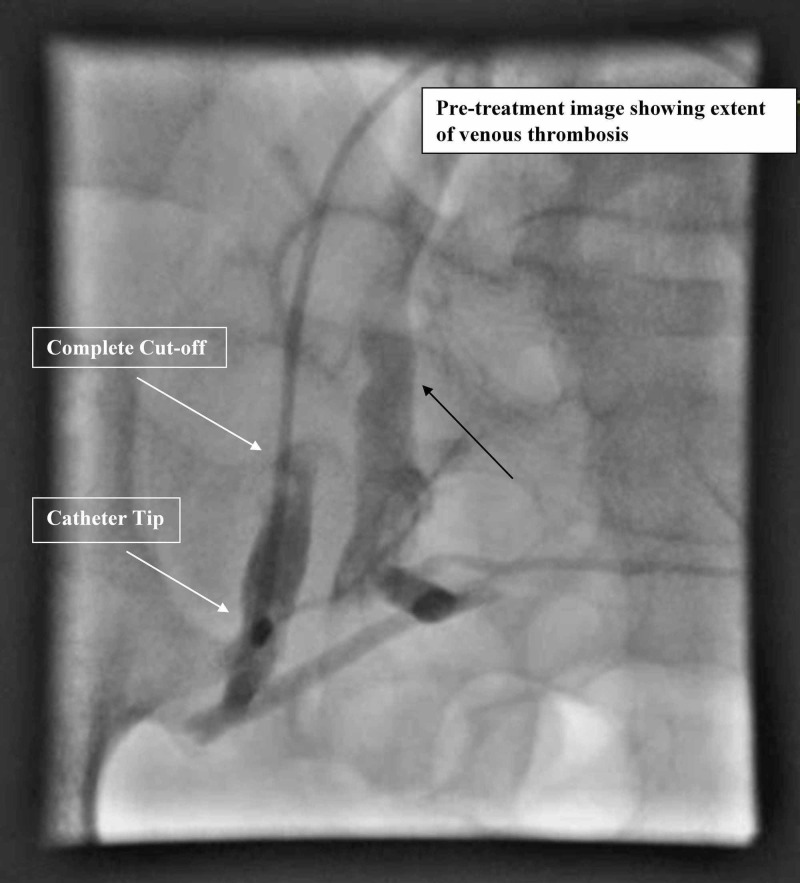 Pre-treatment image showing extent
of venous thrombosis
Complete Cut-off
Catheter Tip